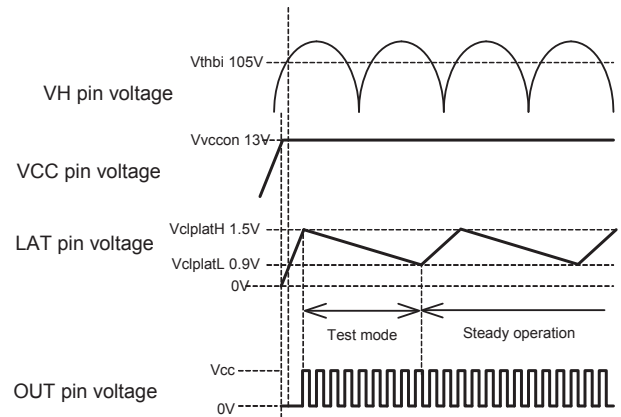 Vthbi 105V
VH pin voltage
Vvccon 13V
VCC pin voltage
VclplatH 1.5V
LAT pin voltage
VclplatL 0.9V
0V
Test mode
Steady operation
Vcc
OUT pin voltage
0V